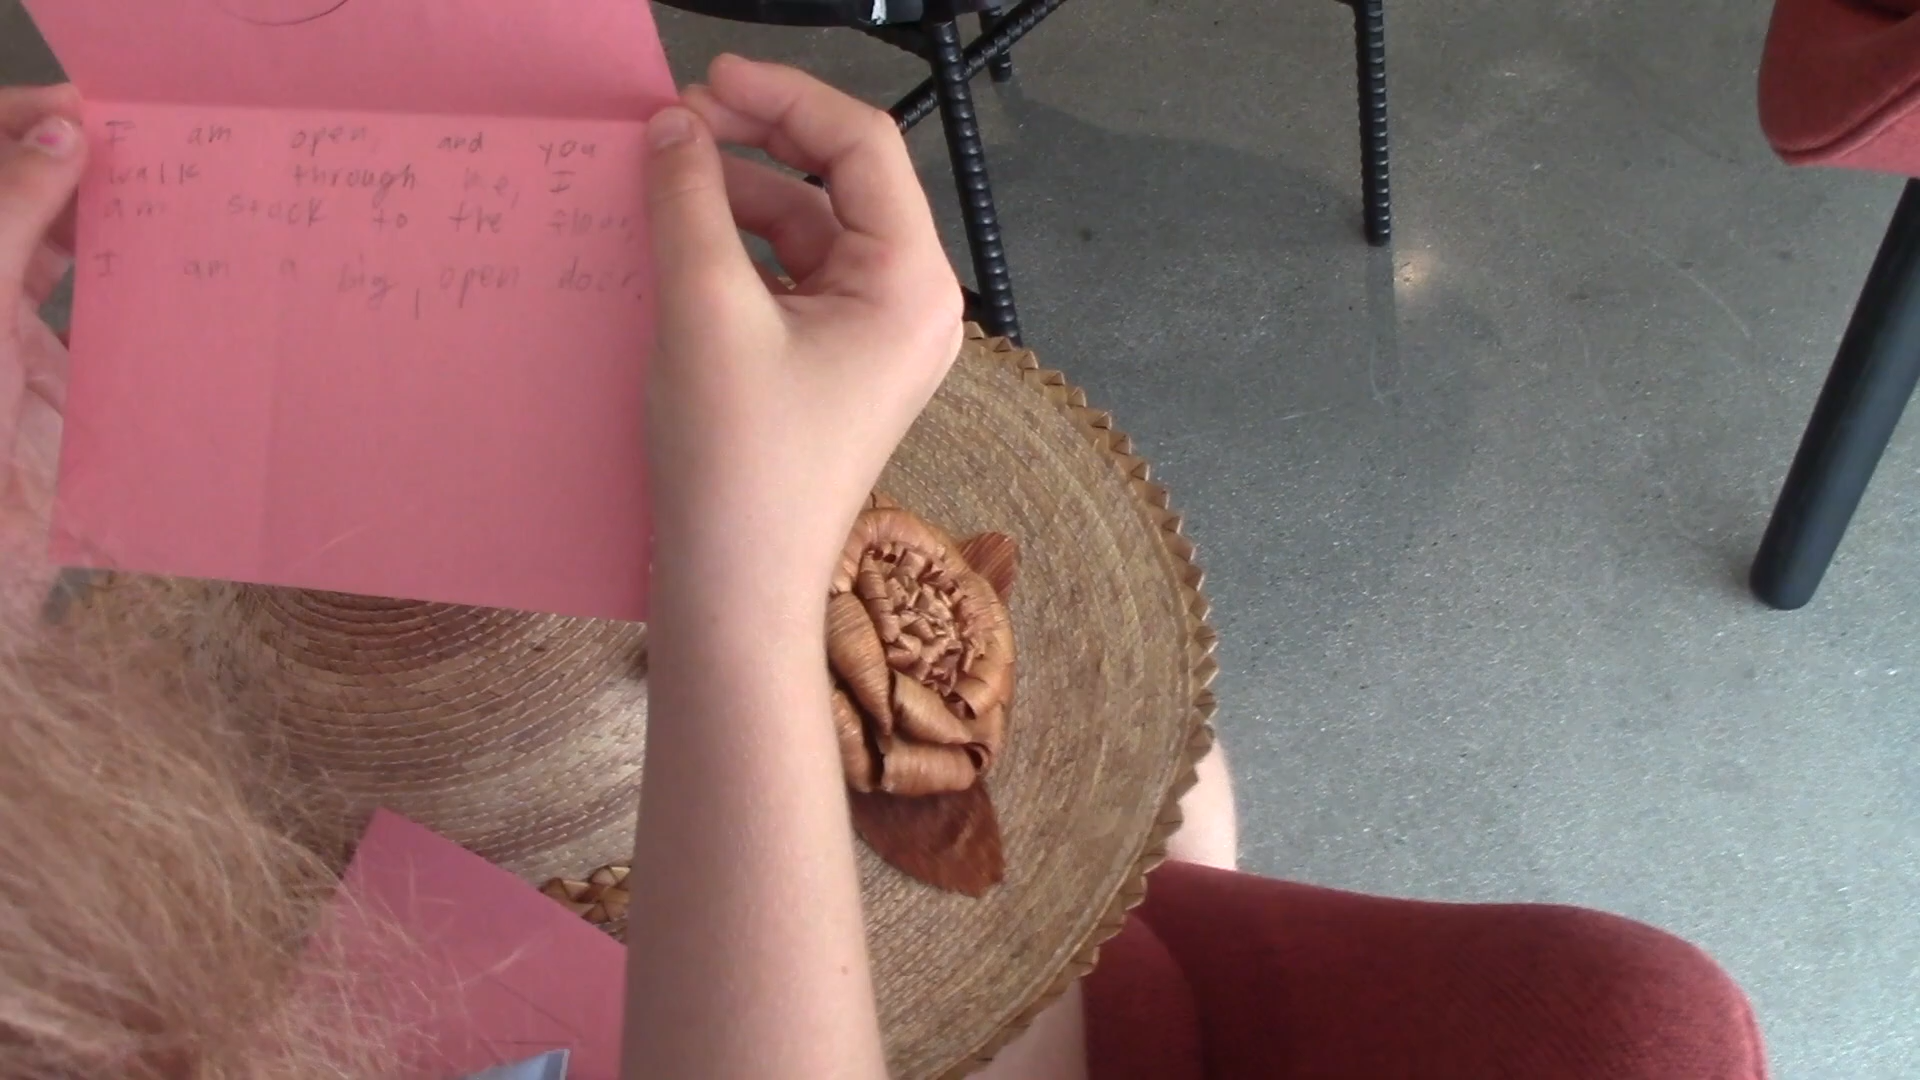 I am open, and you
walk through me, I
am stuck to the floor,
I am a big, open door.